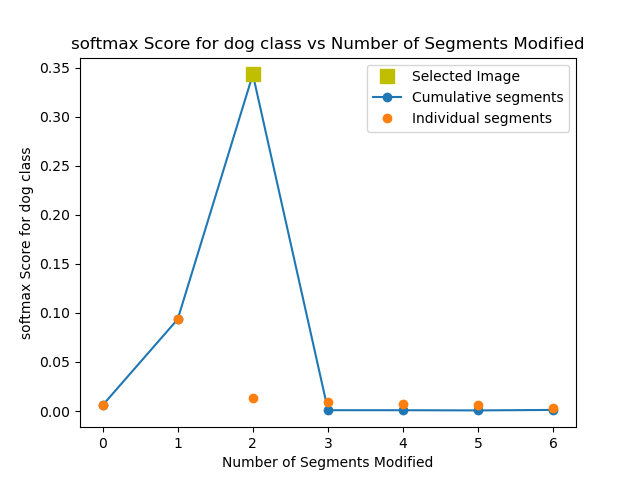 softmax Score for dog class vs Number of Segments Modified
Selected Image
Cumulative segments
Individual segments
softmax Score for dog class
0.35
0.30
0.25
0.20
0.15
0.10
0.05
0.00
0 1 2 3 4 5 6
Number of Segments Modified